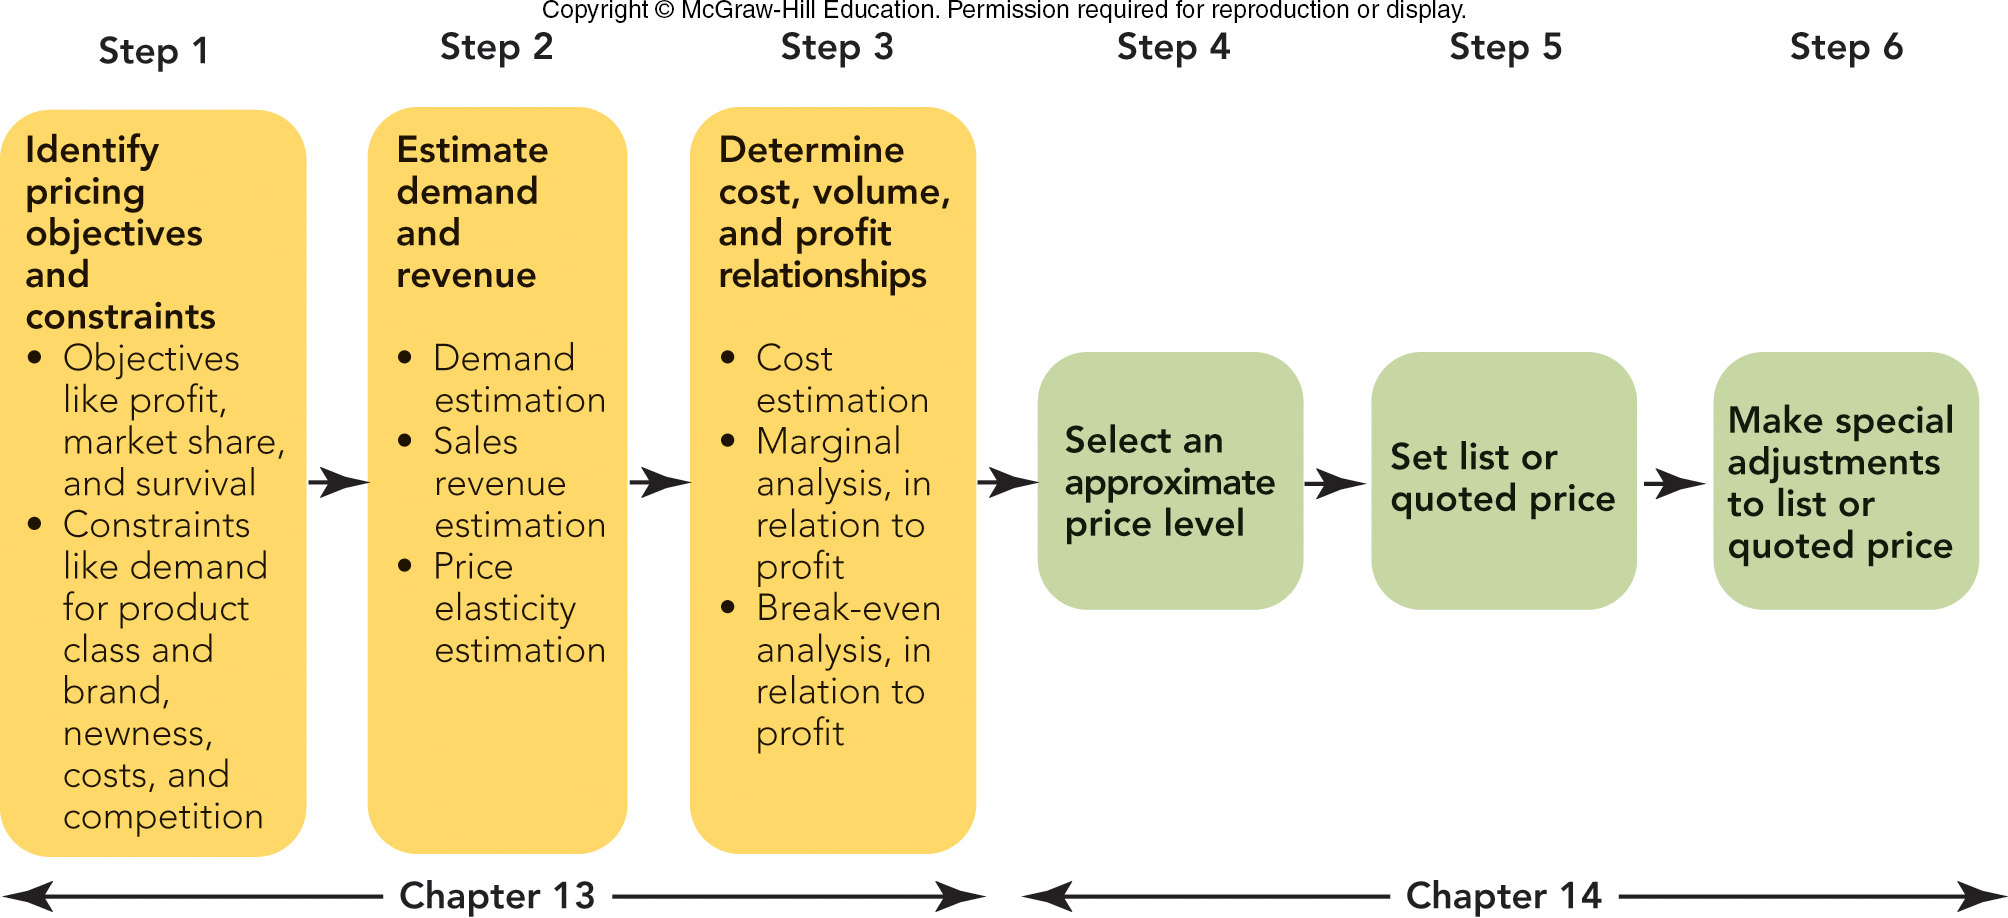 Copyright © McGraw-Hill Education. Permission required for reproduction or display.
Step 1
Step 2
Step 3
Step 4
Step 5
Step 6
Identify
pricing
objectives
and
constraints
• Objectives
like profit,
market share,
and survival
• Constraints
like demand
for product
class and
brand,
newness,
costs, and
competition
Estimate
demand
and
revenue
• Demand
estimation
• Sales
revenue
estimation
• Price
elasticity
estimation
Determine
cost, volume,
and profit
relationships
• Cost
estimation
• Marginal
analysis, in
relation to
profit
• Break-even
analysis, in
relation to
profit
Select an
approximate
price level
Set list or
quoted price
Make special
adjustments
to list or
quoted price
Chapter 13
Chapter 14